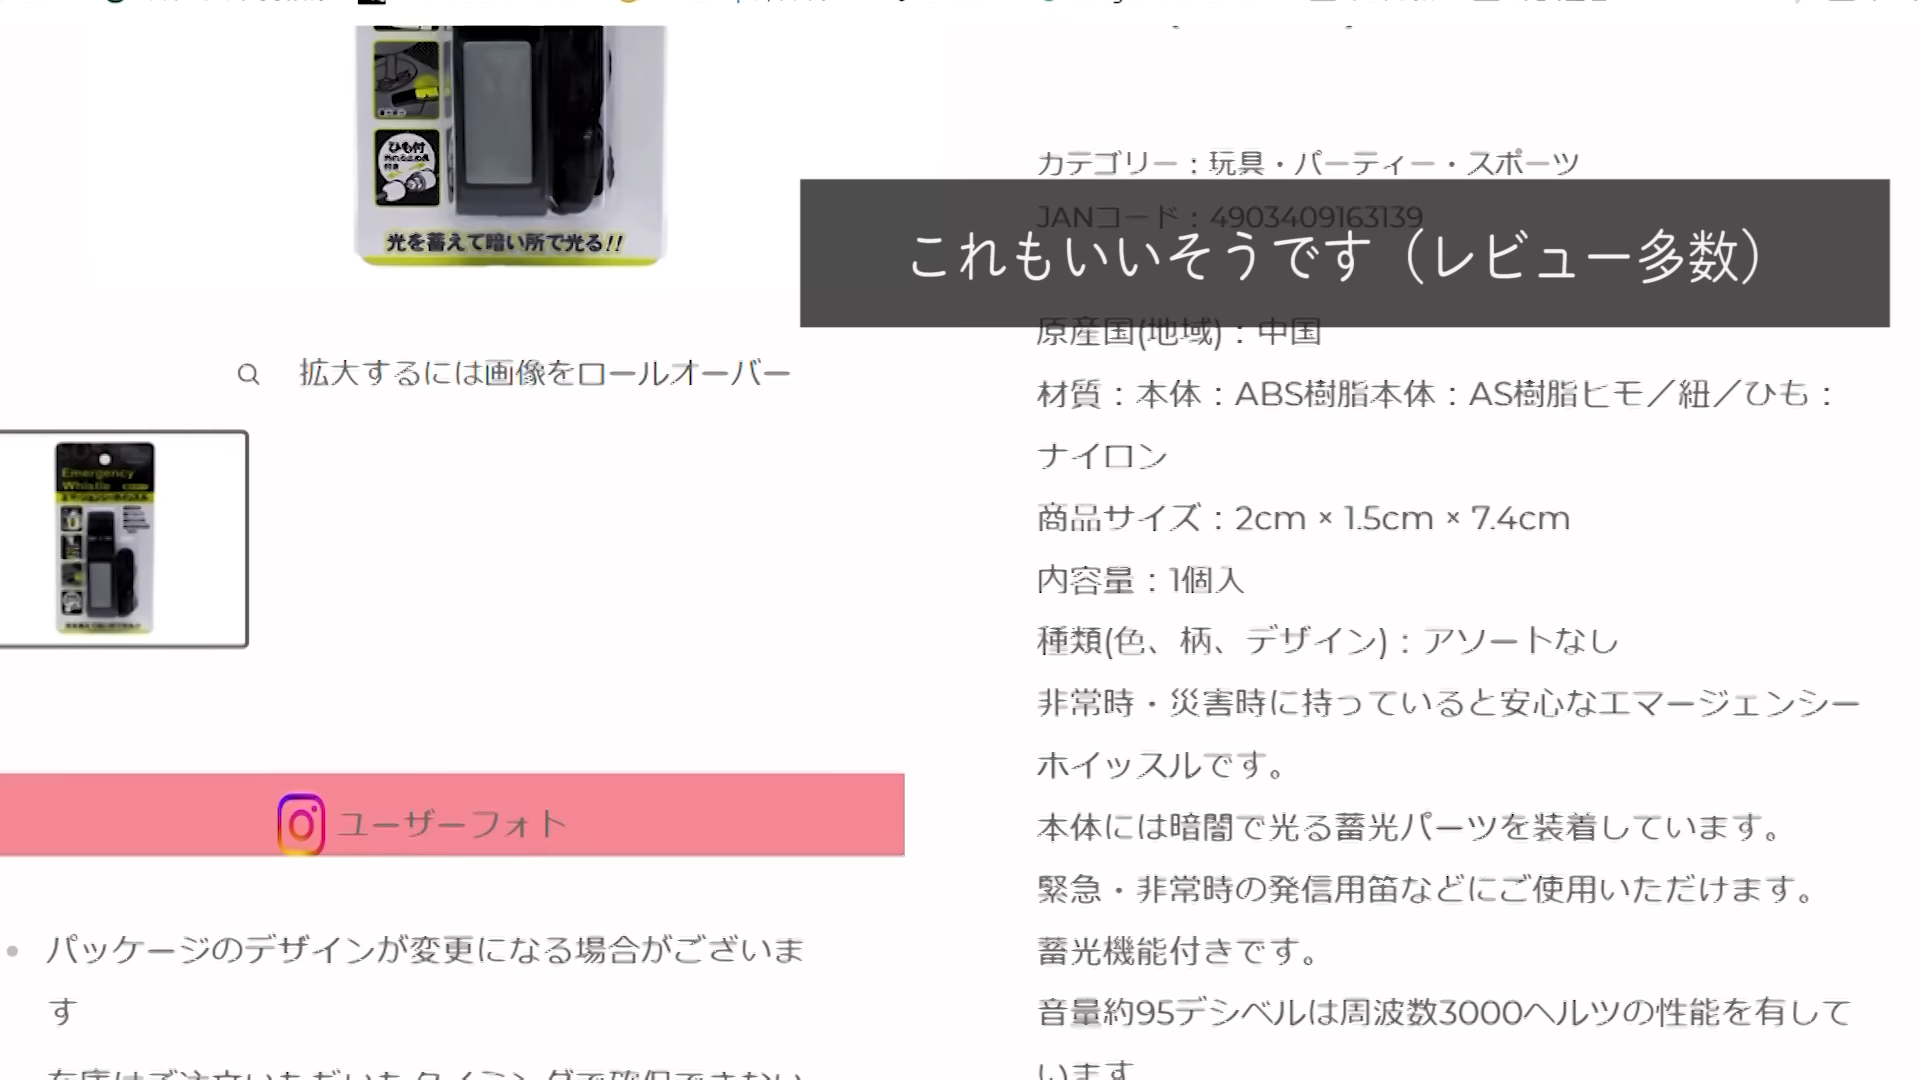 ひも付
光を蓄えて暗い所で光る!!
拡大するには画像をロールオーバー
Emergency
Whistle
ユーザーフォト
パッケージのデザインが変更になる場合がございま
す
カテゴリー：玩具・パーティー・スポーツ
JANコード：4903409163139
これもいいそうです（レビュー多数）
原産国(地域)：中国
材質：本体：ABS樹脂本体：AS樹脂ヒモ／紐／ひも：
ナイロン
商品サイズ：2cm × 1.5cm × 7.4cm
内容量：1個入
種類(色、柄、デザイン)：アソートなし
非常時・災害時に持っていると安心なエマージェンシー
ホイッスルです。
本体には暗闇で光る蓄光パーツを装着しています。
緊急・非常時の発信用笛などにご使用いただけます。
蓄光機能付きです。
音量約95デシベルは周波数3000ヘルツの性能を有して
います